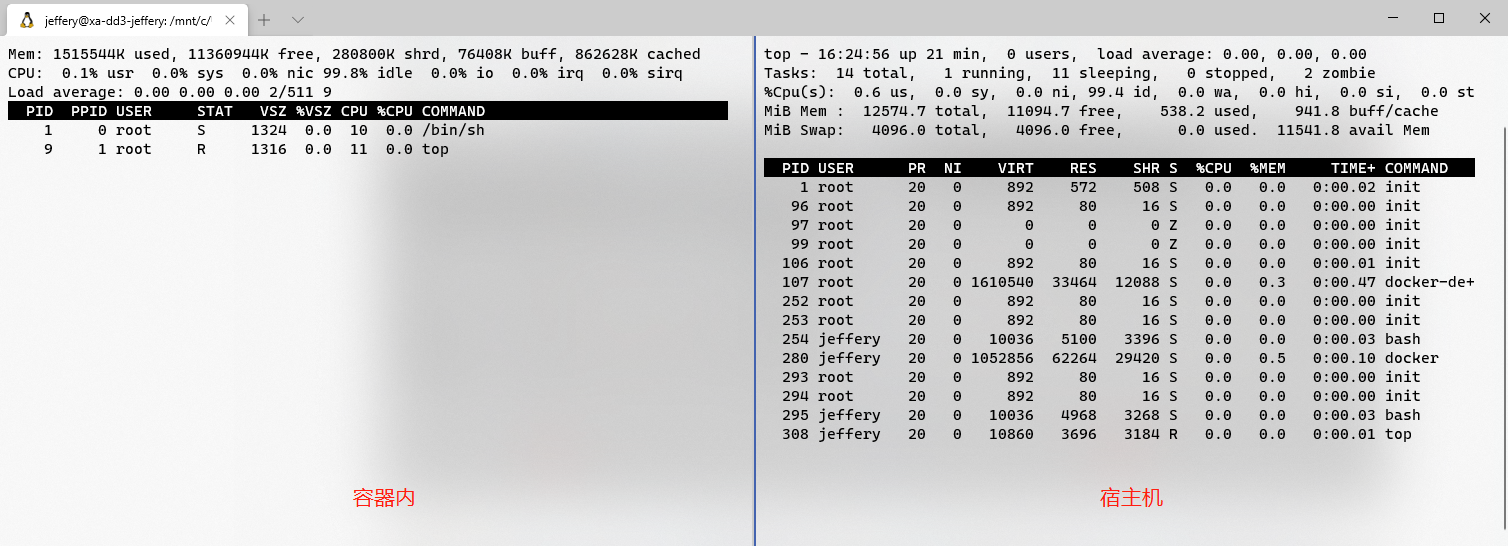 jeffery@xa-dd3-jeffery: /mnt/c/
Mem: 1515544K used, 11360944K free, 280800K shrd, 76408K buff, 862628K cached
CPU:  0.1% usr  0.0% sys  0.0% nic 99.8% idle  0.0% io  0.0% irq  0.0% sirq
Load average: 0.00 0.00 0.00 2/511 9
PID  PPID USER     STAT   VSZ %VSZ CPU %CPU COMMAND
1     0 root     S     1324  0.0  10  0.0 /bin/sh
9     1 root     R     1316  0.0  11  0.0 top
容器内
top - 16:24:56 up 21 min,  0 users,  load average: 0.00, 0.00, 0.00
Tasks:  14 total,   1 running,  11 sleeping,   0 stopped,   2 zombie
%Cpu(s):  0.6 us,  0.0 sy,  0.0 ni, 99.4 id,  0.0 wa,  0.0 hi,  0.0 si,  0.0 st
MiB Mem :  12574.7 total,  11094.7 free,    538.2 used,    941.8 buff/cache
MiB Swap:   4096.0 total,   4096.0 free,      0.0 used.  11541.8 avail Mem
PID USER      PR  NI    VIRT    RES    SHR S  %CPU  %MEM     TIME+ COMMAND
1 root      20   0     892    572    508 S   0.0   0.0   0:00.02 init
96 root      20   0     892     80     16 S   0.0   0.0   0:00.00 init
97 root      20   0       0      0      0 Z   0.0   0.0   0:00.00 init
99 root      20   0       0      0      0 Z   0.0   0.0   0:00.00 init
106 root      20   0     892     80     16 S   0.0   0.0   0:00.01 init
107 root      20   0 1610540  33464  12088 S   0.0   0.3   0:00.47 docker-de+
252 root      20   0     892     80     16 S   0.0   0.0   0:00.00 init
253 root      20   0     892     80     16 S   0.0   0.0   0:00.00 init
254 jeffery   20   0   10036   5100   3396 S   0.0   0.0   0:00.03 bash
280 jeffery   20   0 1052856  62264  29420 S   0.0   0.5   0:00.10 docker
293 root      20   0     892     80     16 S   0.0   0.0   0:00.00 init
294 root      20   0     892     80     16 S   0.0   0.0   0:00.00 init
295 jeffery   20   0   10036   4968   3268 S   0.0   0.0   0:00.03 bash
308 jeffery   20   0   10860   3696   3184 R   0.0   0.0   0:00.01 top
宿主机